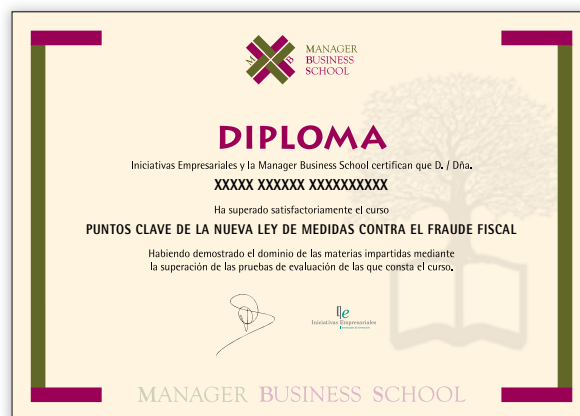 M B S
MANAGER
BUSINESS
SCHOOL
DIPLOMA
Iniciativas Empresariales y la Manager Business School certifican que D. / Dña.
XXXXX XXXXXX XXXXXXXXXX
Ha superado satisfactoriamente el curso
PUNTOS CLAVE DE LA NUEVA LEY DE MEDIDAS CONTRA EL FRAUDE FISCAL
Habiendo demostrado el dominio de las materias impartidas mediante
la superación de las pruebas de evaluación de las que consta el curso.
Ile
Iniciativas Empresariales
MANAGER BUSINESS SCHOOL